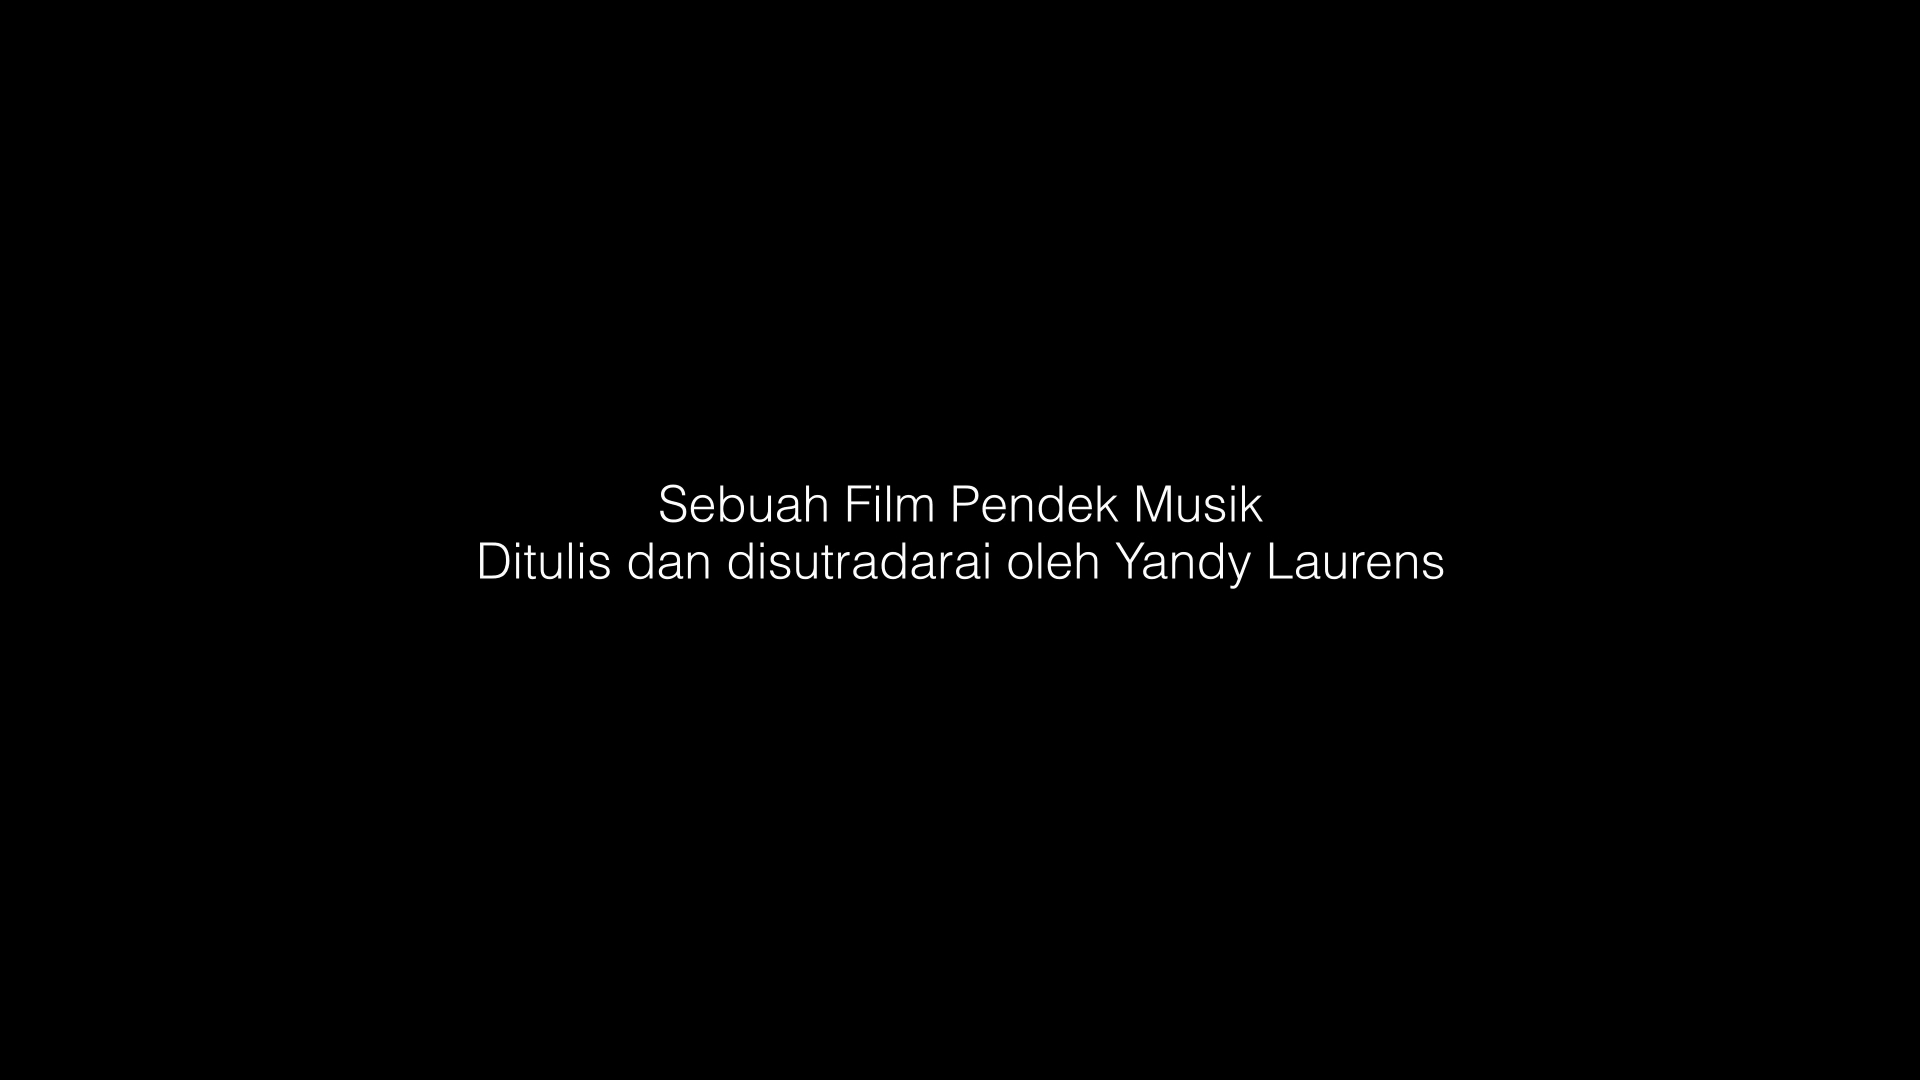 Sebuah Film Pendek Musik
Ditulis dan disutradarai oleh Yandy Laurens